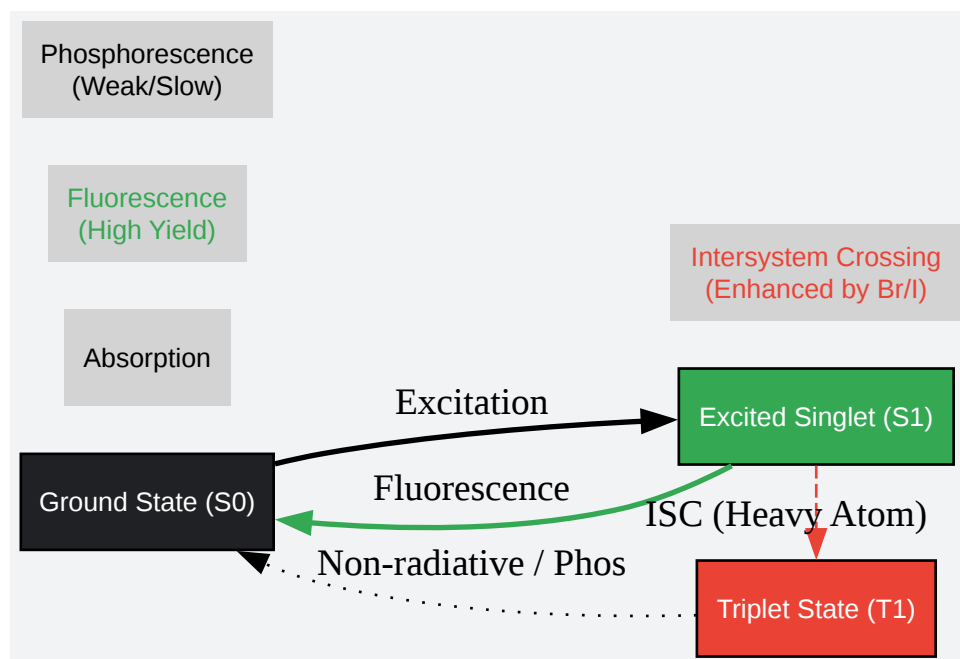 Phosphorescence
(Weak/Slow)
Fluorescence
(High Yield)
Intersystem Crossing
(Enhanced by Br/I)
Absorption
Excitation
Excited Singlet (S1)
Ground State (S0)
Fluorescence
ISC (Heavy Atom)
Non-radiative / Phos
Triplet State (T1)